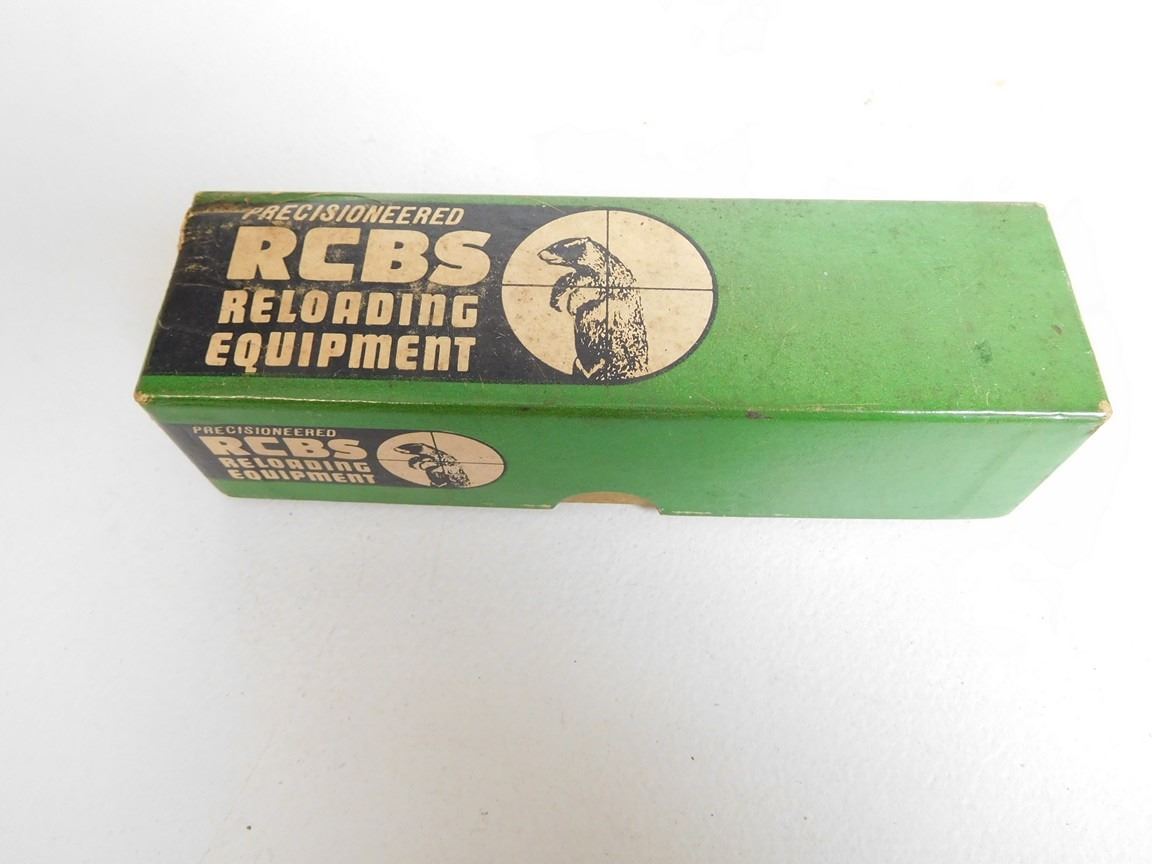 PRECISIONEERED
RCBS
RELOADING
EQUIPMENT
PRECISIONEERED
RCBS
RELOADING
EQUIPMENT